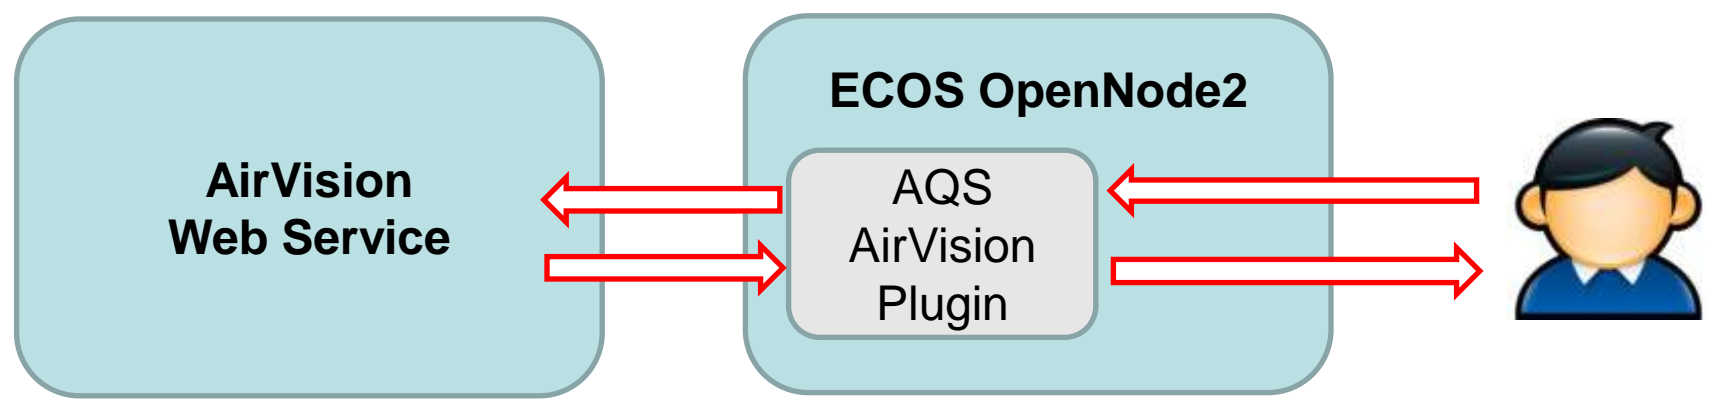 AirVision
Web Service
ECOS OpenNode2
AQS
AirVision
Plugin